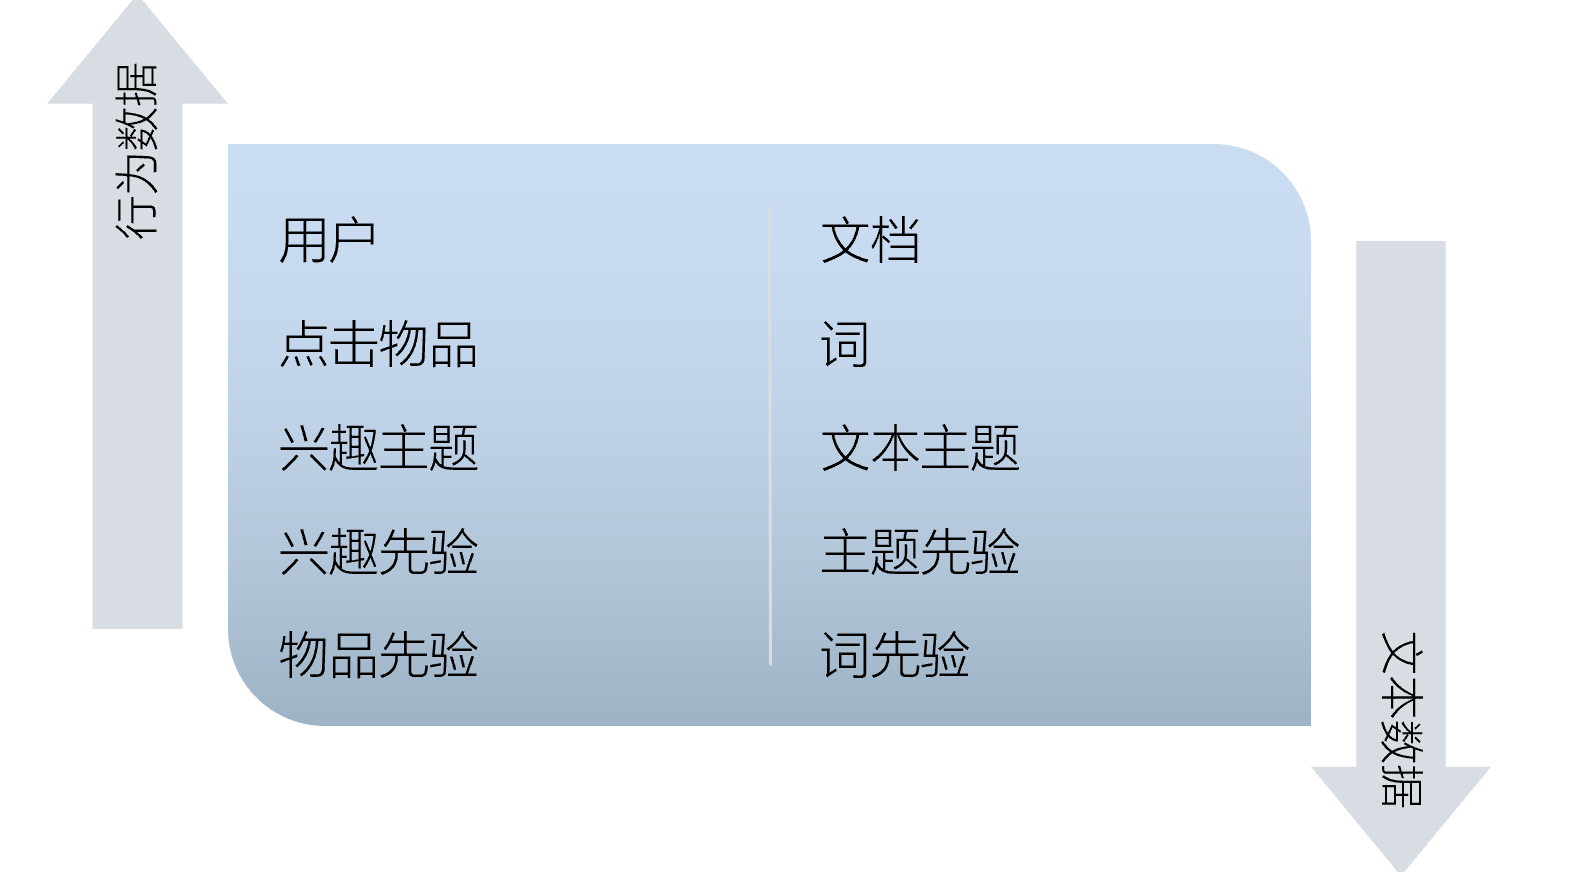 行为数据
用户
点击物品
兴趣主题
兴趣先验
物品先验
文档
词
文本主题
主题先验
词先验
文本数据